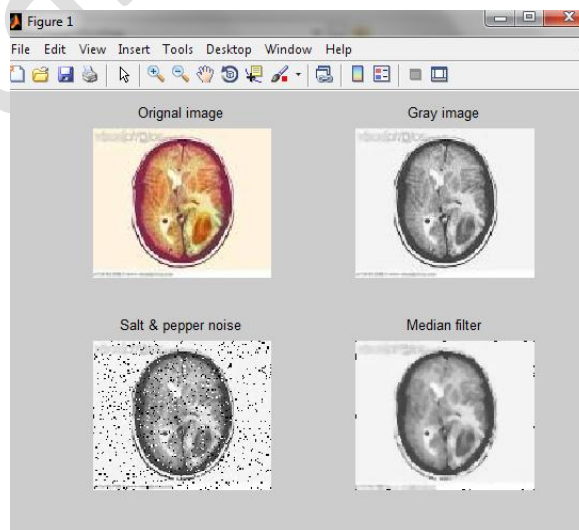 Figure 1
File Edit View Insert Tools Desktop Window Help
Orignal image
Gray image
Salt & pepper noise
Median filter